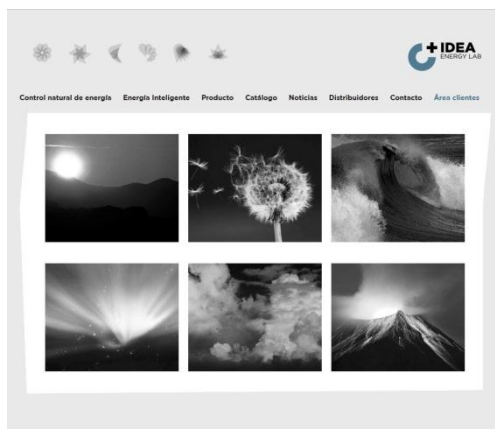 + IDEA
ENERGY LAB
Control natural de energía Energía Inteligente Producto Catálogo Noticias Distribuidores Contacto Área clientes